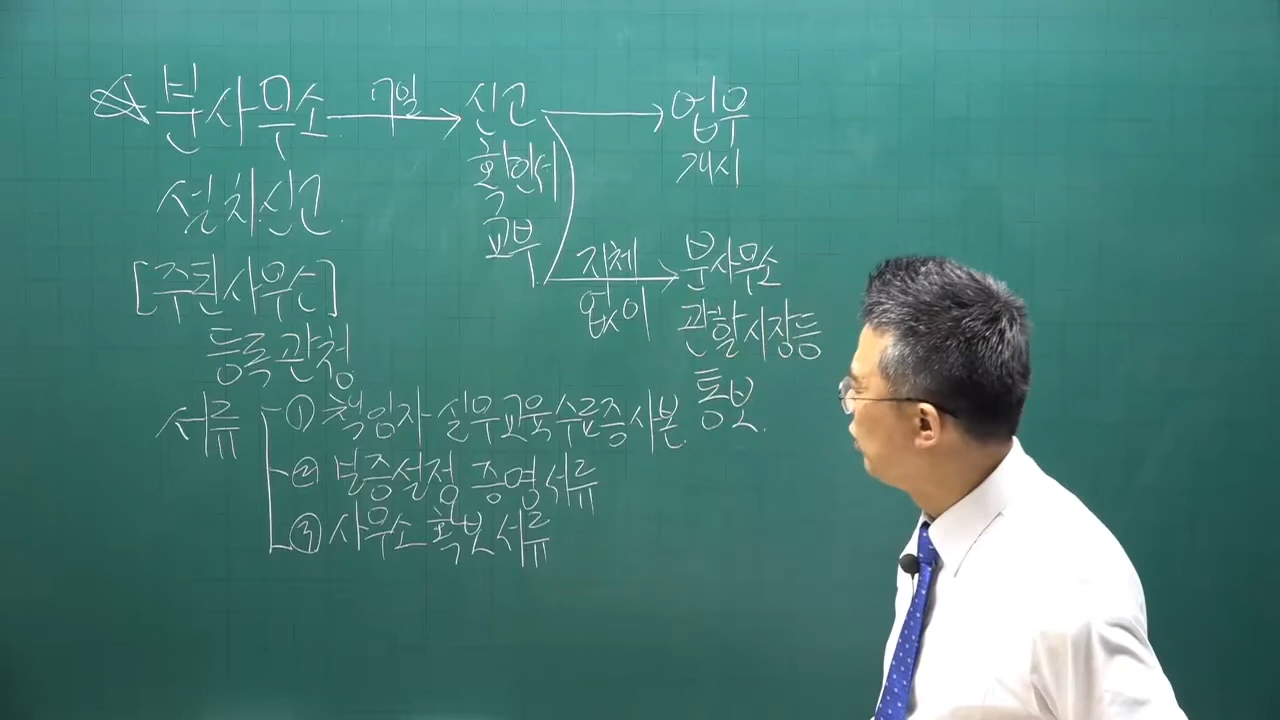 ☆ 분사무소 7일 신고 업무
설치신고 확인서 개시
[주된사무소] 교부 지체 분사무소
등록관청 없이 관할시장등
서류 ① 책임자 실무교육수료증사본. 통보.
② 보증설정 증명서류
③ 사무소 확보 서류